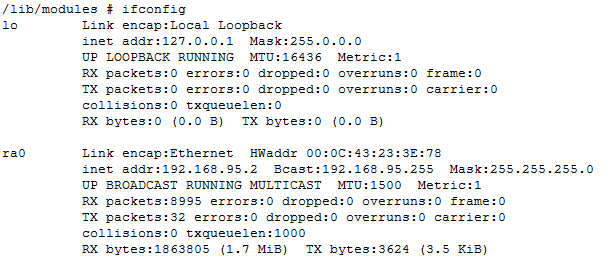 /lib/modules # ifconfig
lo        Link encap:Local Loopback
          inet addr:127.0.0.1  Mask:255.0.0.0
          UP LOOPBACK RUNNING  MTU:16436  Metric:1
          RX packets:0 errors:0 dropped:0 overruns:0 frame:0
          TX packets:0 errors:0 dropped:0 overruns:0 carrier:0
          collisions:0 txqueuelen:0
          RX bytes:0 (0.0 B)  TX bytes:0 (0.0 B)

ra0       Link encap:Ethernet  HWaddr 00:0C:43:23:3E:78
          inet addr:192.168.95.2  Bcast:192.168.95.255  Mask:255.255.255.0
          UP BROADCAST RUNNING MULTICAST  MTU:1500  Metric:1
          RX packets:8995 errors:0 dropped:0 overruns:0 frame:0
          TX packets:32 errors:0 dropped:0 overruns:0 carrier:0
          collisions:0 txqueuelen:1000
          RX bytes:1863805 (1.7 MiB)  TX bytes:3624 (3.5 KiB)